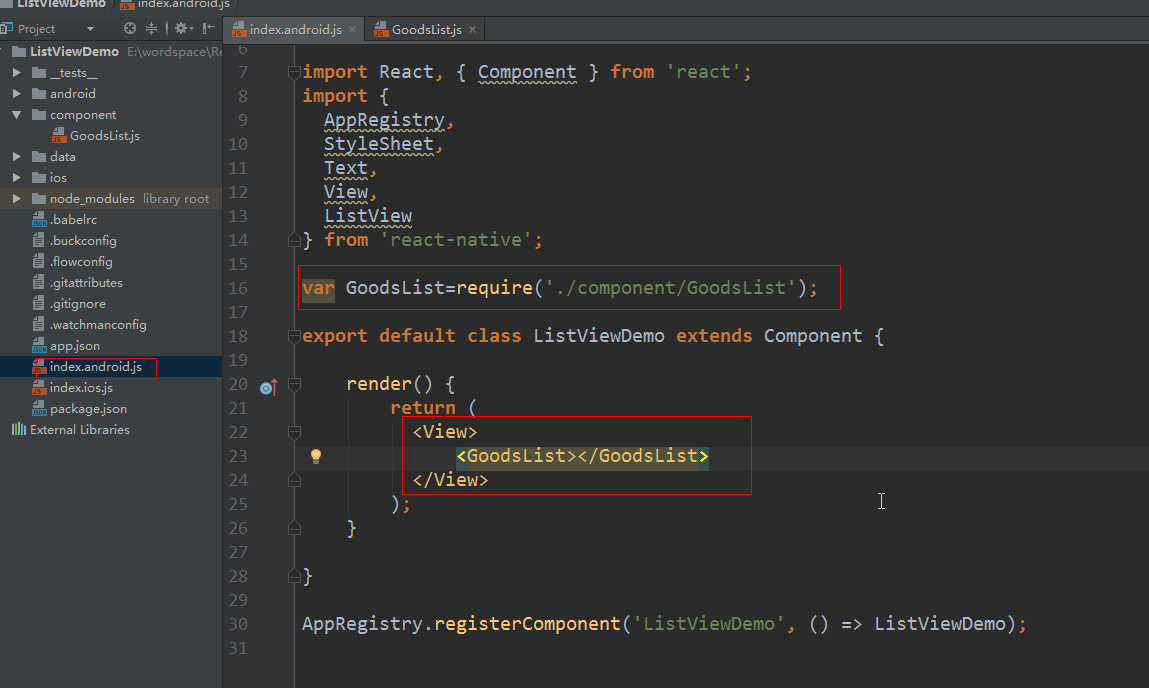 ListViewDemo index.android.js
Project
index.android.js GoodsList.js
ListViewDemo E:\wordspace\Re
__tests__
android
component
GoodsList.js
data
ios
node_modules library root
.babelrc
.buckconfig
.flowconfig
.gitattributes
.gitignore
.watchmanconfig
app.json
index.android.js
index.ios.js
package.json
External Libraries
6
7 import React, { Component } from 'react';
8 import {
9 AppRegistry,
10 StyleSheet,
11 Text,
12 View,
13 ListView
14 } from 'react-native';
15
16 var GoodsList=require('./component/GoodsList');
17
18 export default class ListViewDemo extends Component {
19
20 render() {
21 return (
22 <View>
23 <GoodsList></GoodsList>
24 </View>
25 );
26 }
27
28 }
29
30 AppRegistry.registerComponent('ListViewDemo', () => ListViewDemo);
31